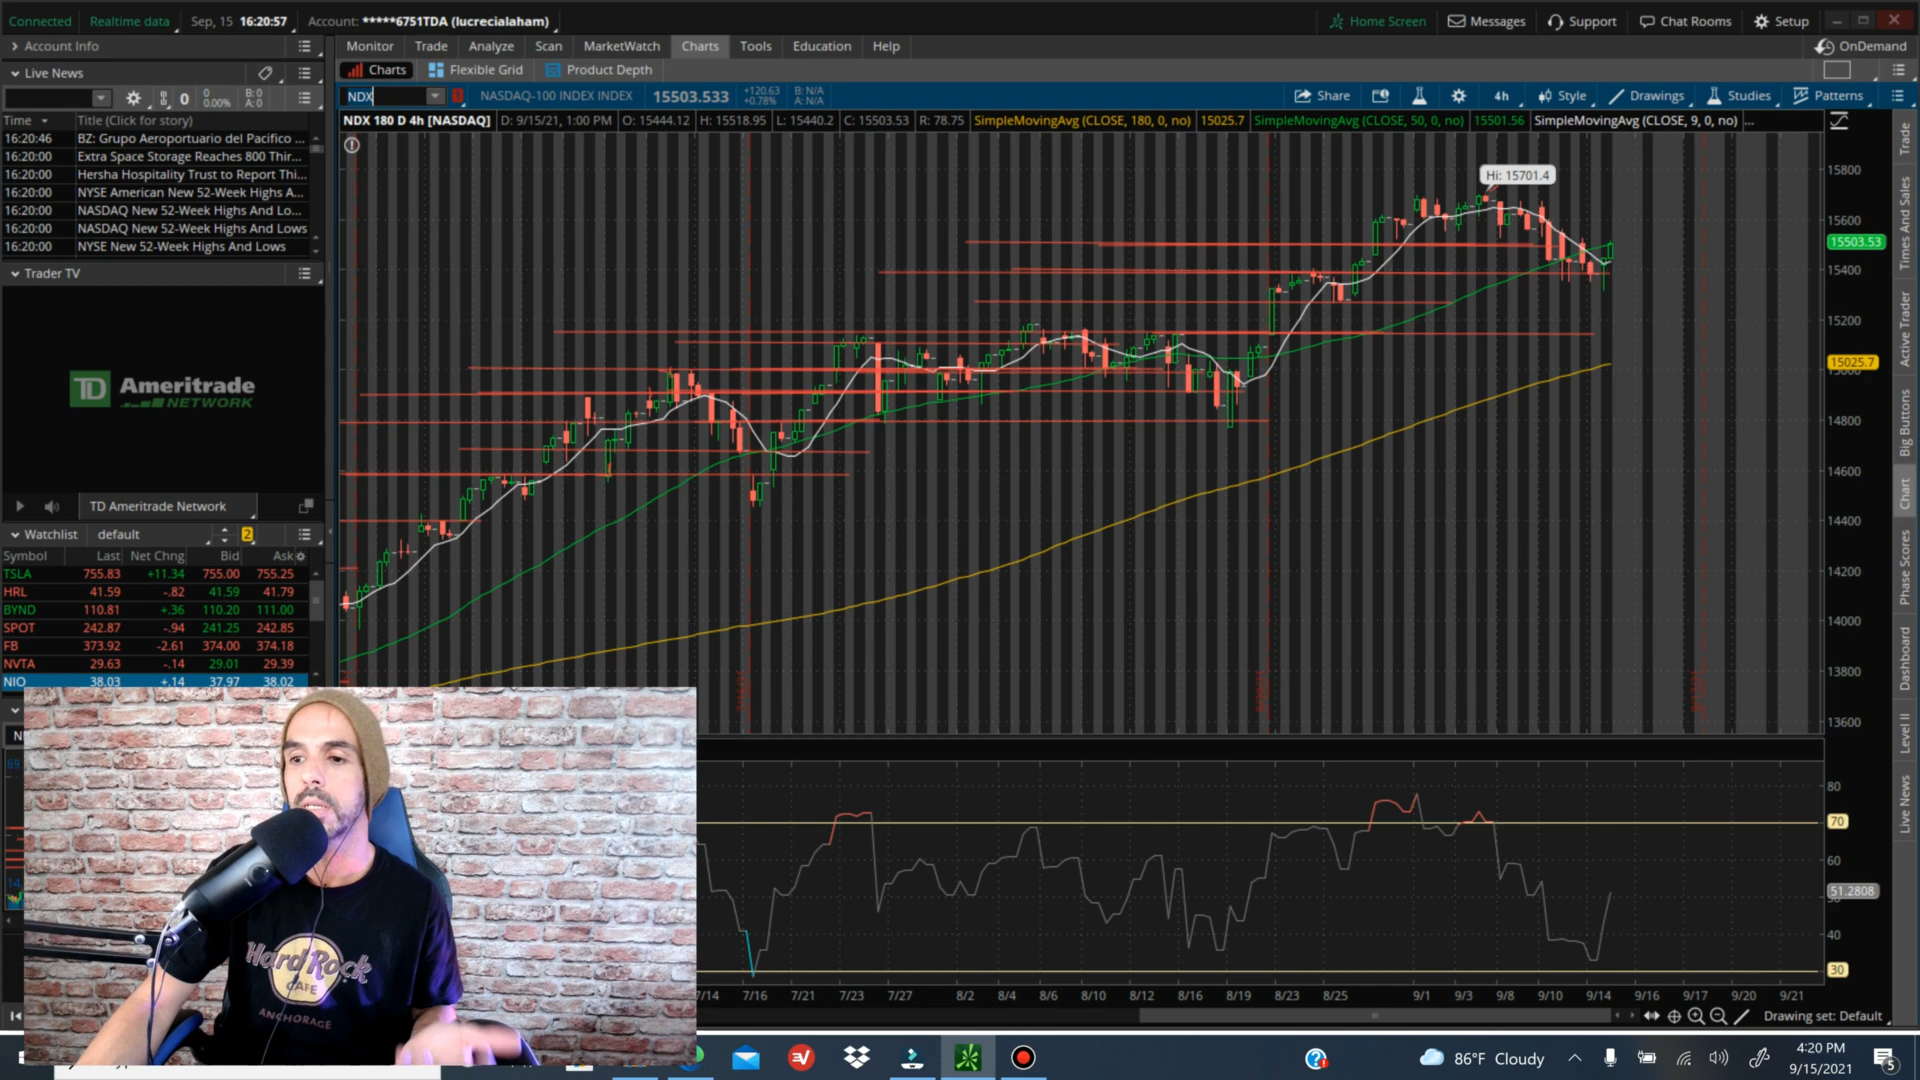 Connected Realtime data Sep, 15 16:20:57 Account: *****6751TDA (lucrecialaham) Home Screen Messages Support Chat Rooms Setup
Account Info Monitor Trade Analyze Scan MarketWatch Charts Tools Education Help OnDemand
Live News Charts Flexible Grid Product Depth
0 0.00% B: 0 A: 0 NDX NASDAQ-100 INDEX INDEX 15503.533 +120.63 +0.78% B: N/A A: N/A Share 4h Style Drawings Studies Patterns
Time Title (Click for story) NDX 180 D 4h [NASDAQ] D: 9/15/21, 1:00 PM O: 15444.12 H: 15518.95 L: 15440.2 C: 15503.53 R: 78.75 SimpleMovingAvg (CLOSE, 180, 0, no) 15025.7 SimpleMovingAvg (CLOSE, 50, 0, no) 15501.56 SimpleMovingAvg (CLOSE, 9, 0, no) ...
16:20:46 BZ: Grupo Aeroportuario del Pacifico ...
16:20:00 Extra Space Storage Reaches 800 Thir...
16:20:00 Hersha Hospitality Trust to Report Thi...
16:20:00 NYSE American New 52-Week Highs A...
16:20:00 NASDAQ New 52-Week Highs And Lo...
16:20:00 NASDAQ New 52-Week Highs And Lows
16:20:00 NYSE New 52-Week Highs And Lows
Trader TV
TD Ameritrade
NETWORK
TD Ameritrade Network
Watchlist default 2
Symbol Last Net Chng Bid Ask
TSLA 755.83 +11.34 755.00 755.25
HRL 41.59 -.82 41.59 41.79
BYND 110.81 +.36 110.20 111.00
SPOT 242.87 -.94 241.25 242.85
FB 373.92 -2.61 374.00 374.18
NVTA 29.63 -.14 29.01 29.39
NIO 38.03 +.14 37.97 38.02
Hi: 15701.4
15800
15600
15503.53
15400
15200
15025.7
15000
14800
14600
14400
14200
14000
13800
13600
80
70
60
51.2808
40
30
7/14 7/16 7/21 7/23 7/27 8/2 8/4 8/6 8/10 8/12 8/16 8/19 8/23 8/25 9/1 9/3 9/8 9/10 9/14 9/16 9/17 9/20 9/21
Drawing set: Default
Trade
Times And Sales
Active Trader
Big Buttons
Chart
Phase Scores
Dashboard
Level II
Live News
Hard Rock
CAFE
ANCHORAGE
86°F Cloudy
4:20 PM
9/15/2021
5